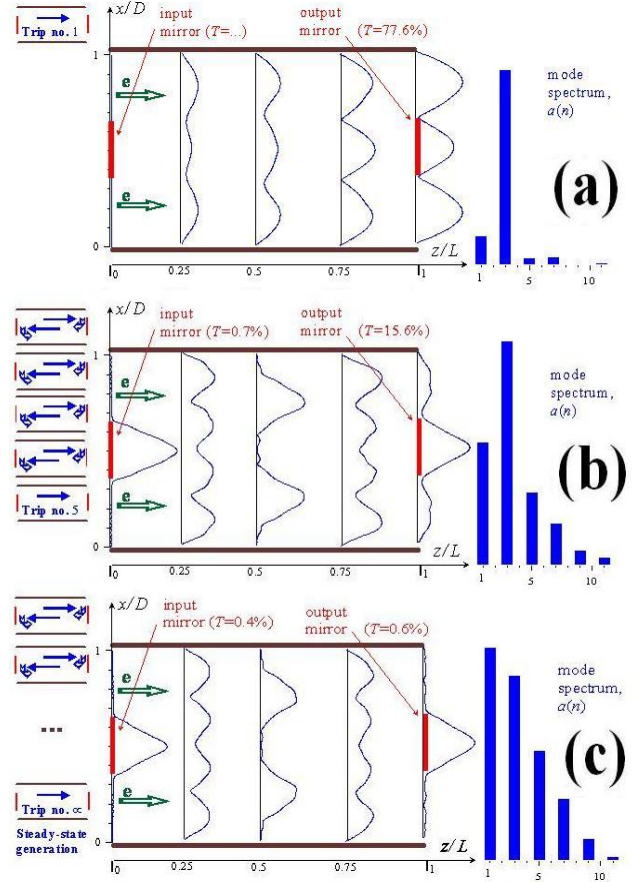 Trip no. 1
x/D
input
mirror (T=...)
output
mirror (T=77.6%)
1
e
e
0
mode
spectrum,
a(n)
(a)
z/L
0
0.25
0.5
0.75
1
1
5
10
x/D
input
mirror (T=0.7%)
output
mirror (T=15.6%)
1
e
e
0
Trip no. 5
mode
spectrum,
a(n)
(b)
z/L
0
0.25
0.5
0.75
1
1
5
10
x/D
input
mirror (T=0.4%)
output
mirror (T=0.6%)
1
e
e
0
...
Trip no. ∝
Steady-state
generation
mode
spectrum,
a(n)
(c)
z/L
0
0.25
0.5
0.75
1
1
5
10